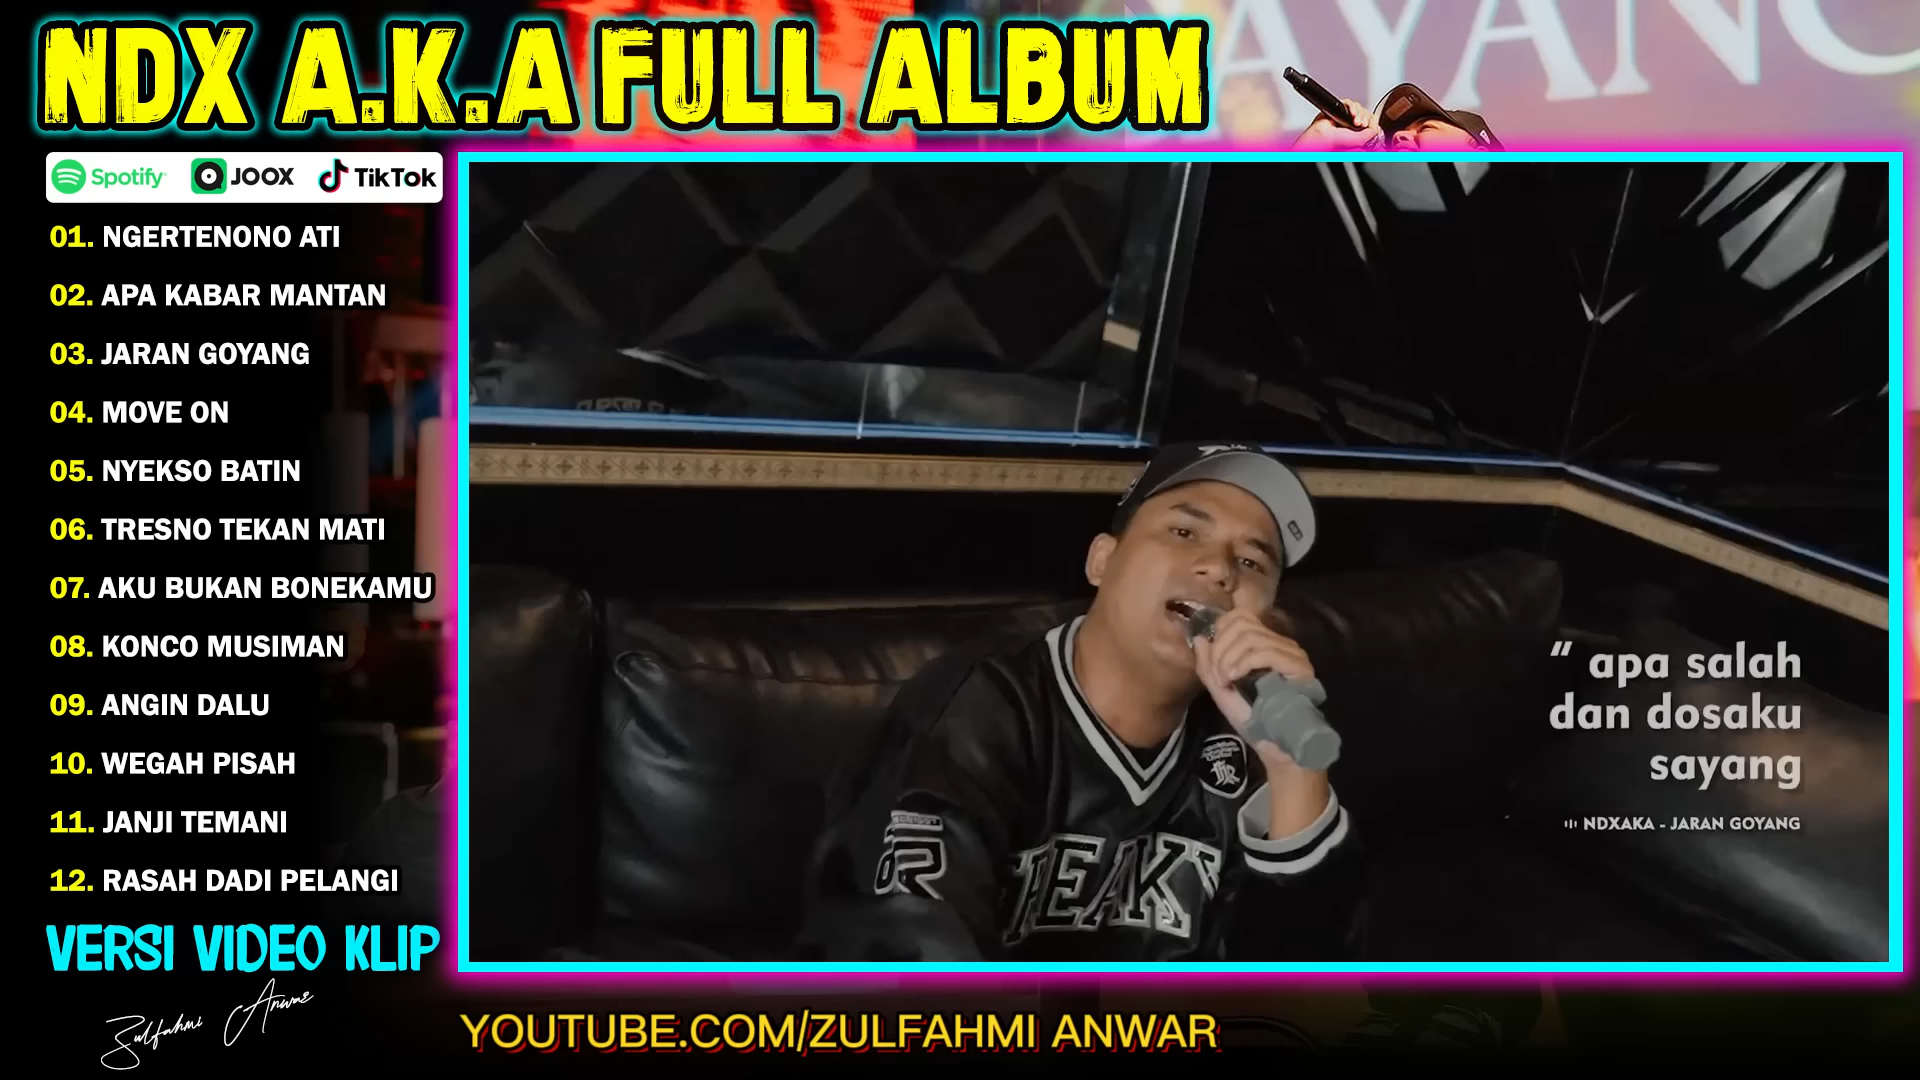 NDX A.K.A FULL ALBUM
AYANG
Spotify JOOX TikTok
01. NGERTENONO ATI
02. APA KABAR MANTAN
03. JARAN GOYANG
04. MOVE ON
05. NYEKSO BATIN
06. TRESNO TEKAN MATI
07. AKU BUKAN BONEKAMU
08. KONCO MUSIMAN
09. ANGIN DALU
10. WEGAH PISAH
11. JANJI TEMANI
12. RASAH DADI PELANGI
VERSI VIDEO KLIP
Zulfahmi Anwar
“ apa salah
dan dosaku
sayang
NDXAKA - JARAN GOYANG
YOUTUBE.COM/ZULFAHMI ANWAR